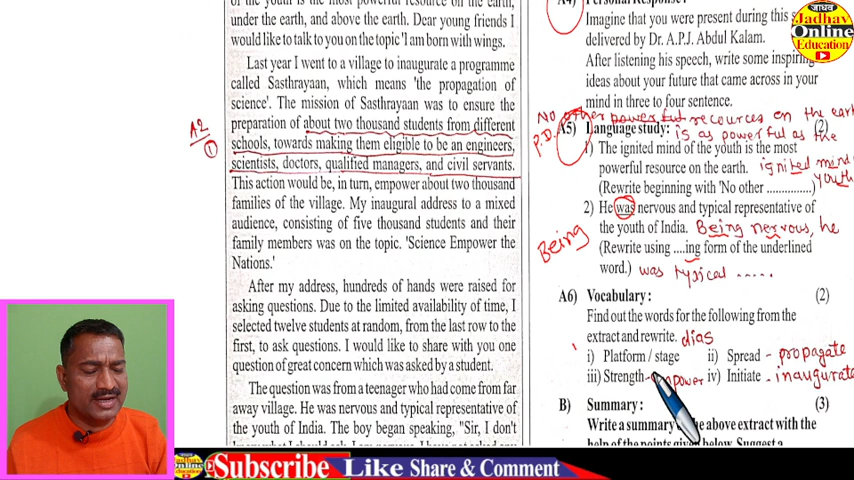 of the youth is the most powerful resource on the earth,
under the earth, and above the earth. Dear young friends I
would like to talk to you on the topic 'I am born with wings.
Last year I went to a village to inaugurate a programme
called Sasthrayaan, which means 'the propagation of
science'. The mission of Sasthrayaan was to ensure the
preparation of about two thousand students from different
schools, towards making them eligible to be an engineers,
scientists, doctors, qualified managers, and civil servants.
This action would be, in turn, empower about two thousand
families of the village. My inaugural address to a mixed
audience, consisting of five thousand students and their
family members was on the topic. 'Science Empower the
Nations.'
After my address, hundreds of hands were raised for
asking questions. Due to the limited availability of time, I
selected twelve students at random, from the last row to the
first, to ask questions. I would like to share with you one
question of great concern which was asked by a student.
The question was from a teenager who had come from far
away village. He was nervous and typical representative of
the youth of India. The boy began speaking, "Sir, I don't
A2
1
A4) Personal Response:
Imagine that you were present during this
delivered by Dr. A.P.J. Abdul Kalam.
After listening his speech, write some inspiring
ideas about your future that came across in your
mind in three to four sentence.
No other powerful recources on the earth
P.D. A5) Language study: is as powerful as the (2)
1) The ignited mind of the youth is the most
powerful resource on the earth. ignited mind
(Rewrite beginning with 'No other ...............) youth
2) He was nervous and typical representative of
the youth of India. Being nervous, he
Being (Rewrite using ....ing form of the underlined
word.) was typical .....
A6) Vocabulary: (2)
Find out the words for the following from the
extract and rewrite. dias
i) Platform / stage ii) Spread - propagate
iii) Strength - empower iv) Initiate - inaugurate
B) Summary: (3)
Write a summary of the above extract with the
help of the points given below. Suggest a
जाधव
Jadhav
Online
Education
Jadhav
Online
Education
Subscribe Like Share & Comment